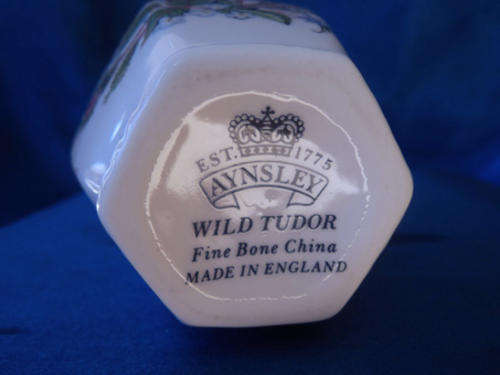 EST. 1775
AYNSLEY
WILD TUDOR
Fine Bone China
MADE IN ENGLAND